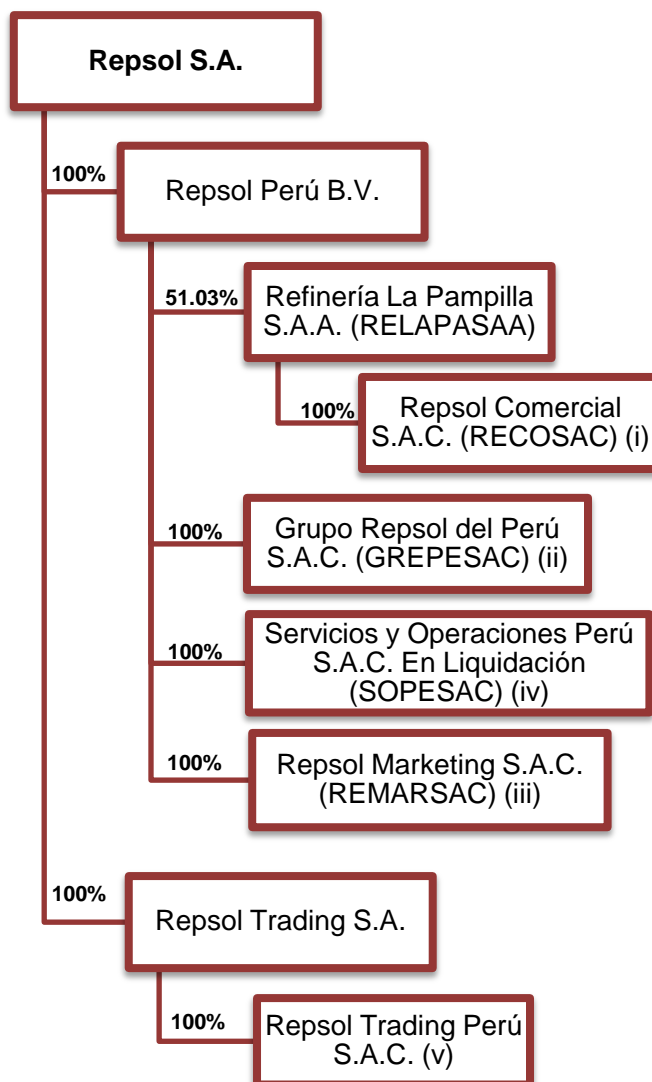 Repsol S.A.
100%
Repsol Perú B.V.
51.03%
Refinería La Pampilla
S.A.A. (RELAPASAA)
100%
Repsol Comercial
S.A.C. (RECOSAC) (i)
100%
Grupo Repsol del Perú
S.A.C. (GREPESAC) (ii)
100%
Servicios y Operaciones Perú
S.A.C. En Liquidación
(SOPESAC) (iv)
100%
Repsol Marketing S.A.C.
(REMARSAC) (iii)
100%
Repsol Trading S.A.
100%
Repsol Trading Perú
S.A.C. (v)